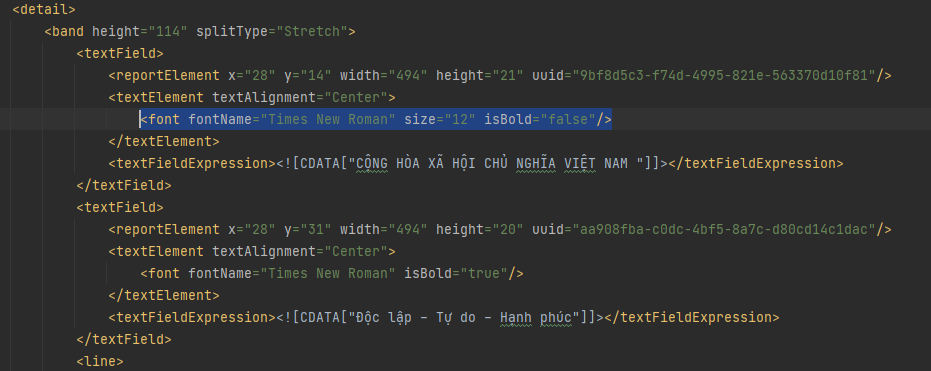 <detail>
<band height="114" splitType="Stretch">
<textField>
<reportElement x="28" y="14" width="494" height="21" uuid="9bf8d5c3-f74d-4995-821e-563370d10f81"/>
<textElement textAlignment="Center">
<font fontName="Times New Roman" size="12" isBold="false"/>
</textElement>
<textFieldExpression><![CDATA["CỘNG HÒA XÃ HỘI CHỦ NGHĨA VIỆT NAM "]]></textFieldExpression>
</textField>
<textField>
<reportElement x="28" y="31" width="494" height="20" uuid="aa908fba-c0dc-4bf5-8a7c-d80cd14c1dac"/>
<textElement textAlignment="Center">
<font fontName="Times New Roman" isBold="true"/>
</textElement>
<textFieldExpression><![CDATA["Độc lập – Tự do – Hạnh phúc"]]></textFieldExpression>
</textField>
<line>